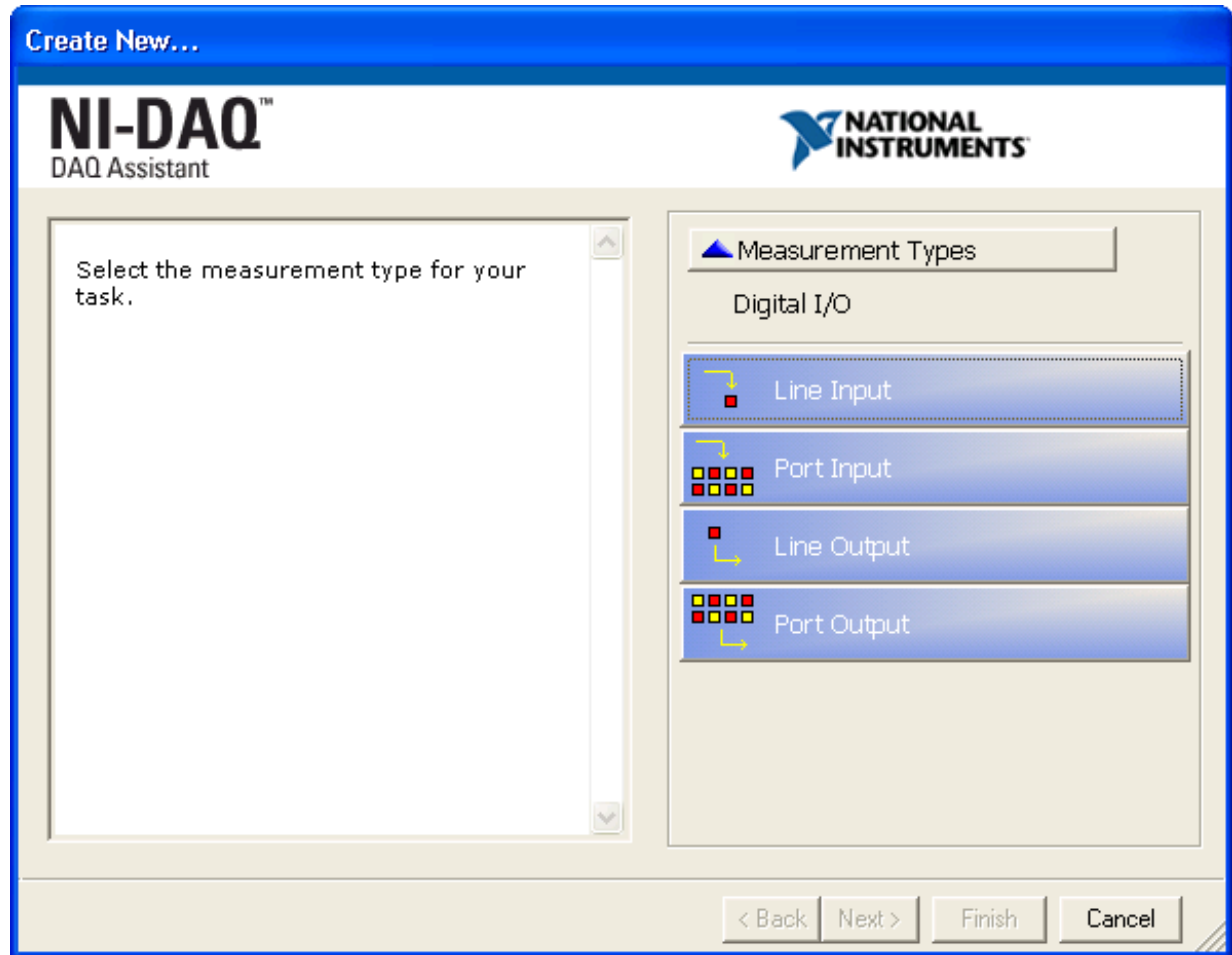 Create New...
NI-DAQ™
DAQ Assistant
NATIONAL
INSTRUMENTS™
Select the measurement type for your
task.
Measurement Types
Digital I/O
Line Input
Port Input
Line Output
Port Output
< Back
Next >
Finish
Cancel